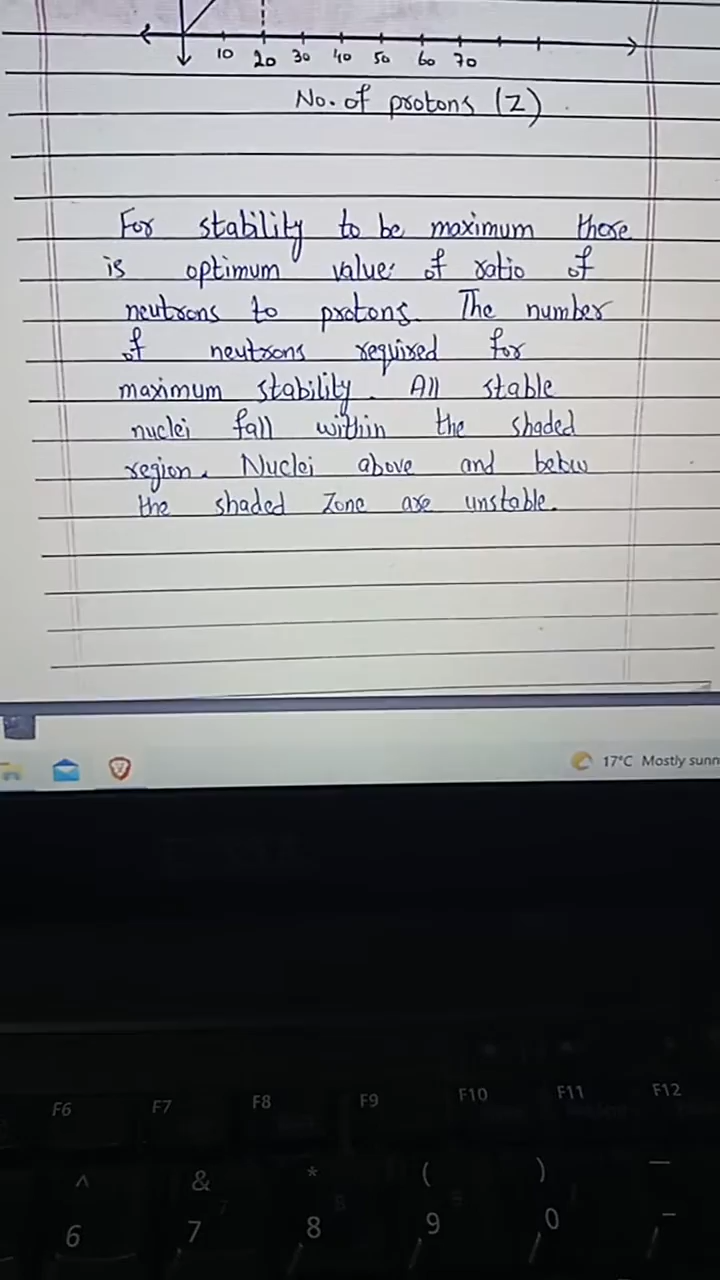 10 20 30 40 50 60 70
No. of protons (Z)
For stability to be maximum there
is optimum value of ratio of
neutrons to protons. The number
of neutrons required for
maximum stability. All stable
nuclei fall within the shaded
region. Nuclei above and below
the shaded zone are unstable.
17°C Mostly sunn
F6 F7 F8 F9 F10 F11 F12
^ & * ( ) _
6 7 8 9 0 -